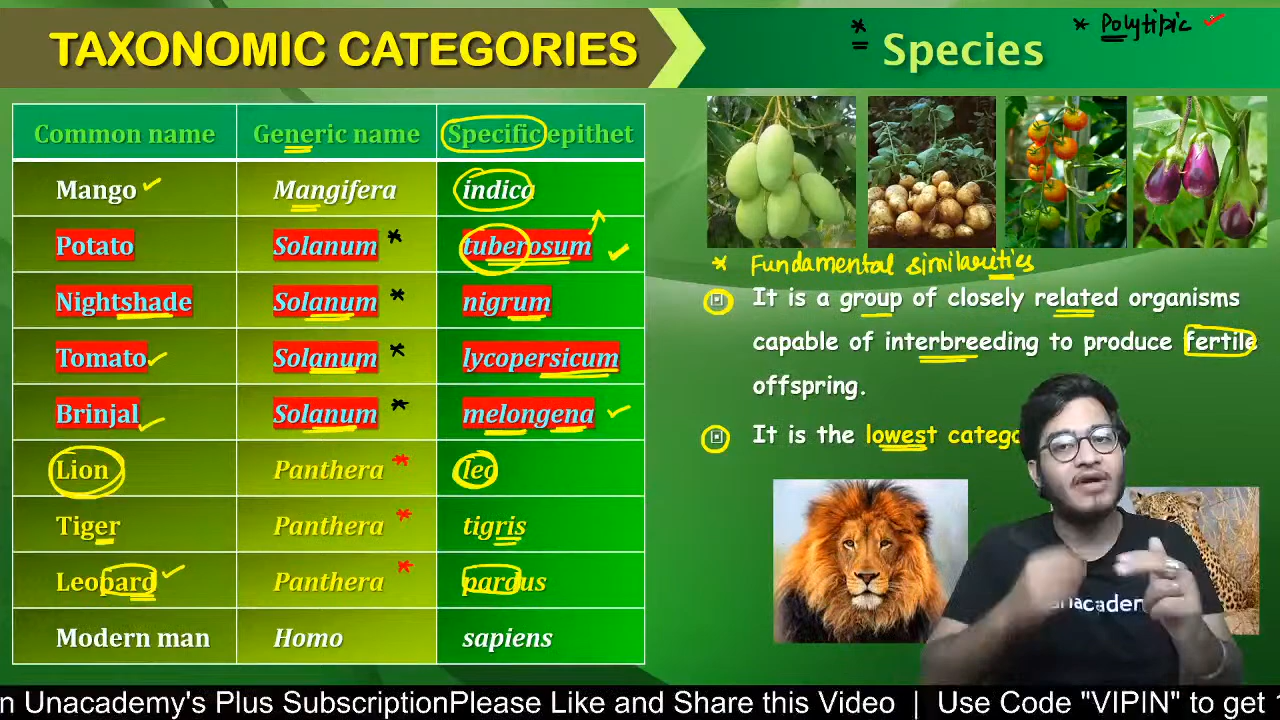 TAXONOMIC CATEGORIES
* Species
* Polytipic
Common name Generic name Specific epithet
Mango Mangifera indica
Potato Solanum * tuberosum
Nightshade Solanum * nigrum
Tomato Solanum * lycopersicum
Brinjal Solanum * melongena
Lion Panthera * leo
Tiger Panthera * tigris
Leopard Panthera * pardus
Modern man Homo sapiens
* Fundamental similarities
It is a group of closely related organisms
capable of interbreeding to produce fertile
offspring.
It is the lowest
n Unacademy's Plus SubscriptionPlease Like and Share this Video | Use Code "VIPIN" to get